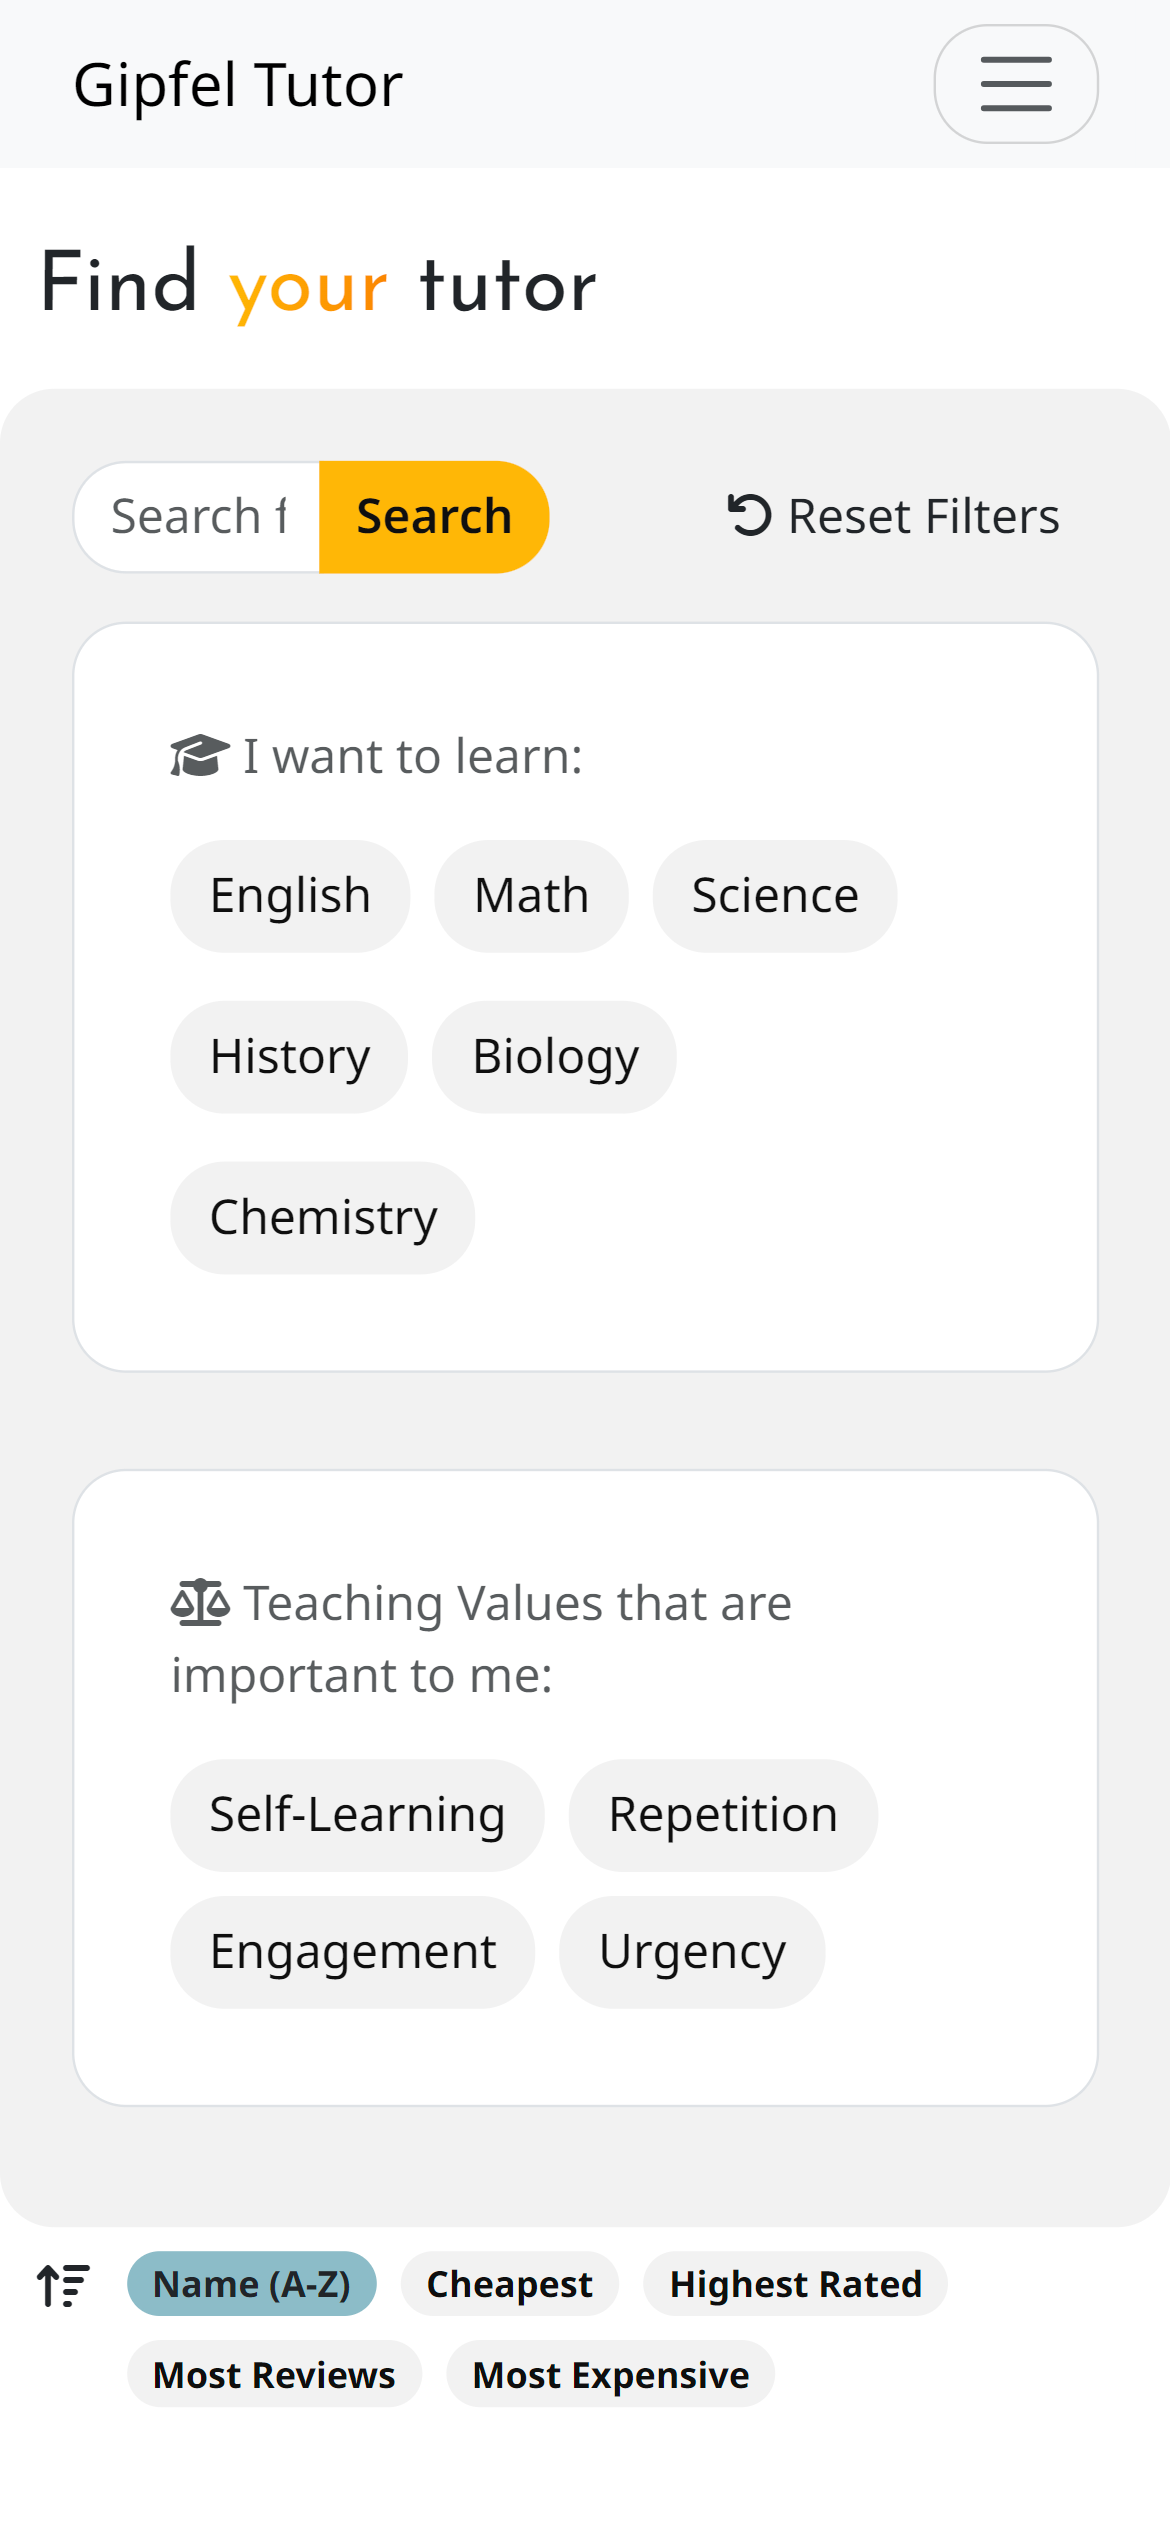 Gipfel Tutor
Find your tutor
Search f Search Reset Filters
I want to learn:
English Math Science
History Biology
Chemistry
Teaching Values that are
important to me:
Self-Learning Repetition
Engagement Urgency
Name (A-Z) Cheapest Highest Rated
Most Reviews Most Expensive